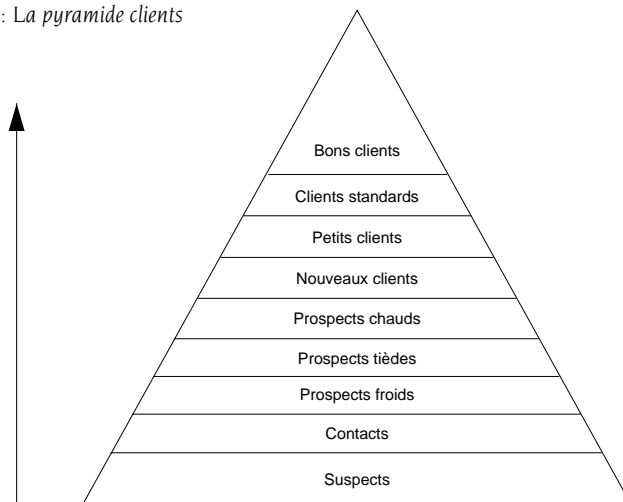 : La pyramide clients
Bons clients
Clients standards
Petits clients
Nouveaux clients
Prospects chauds
Prospects tièdes
Prospects froids
Contacts
Suspects